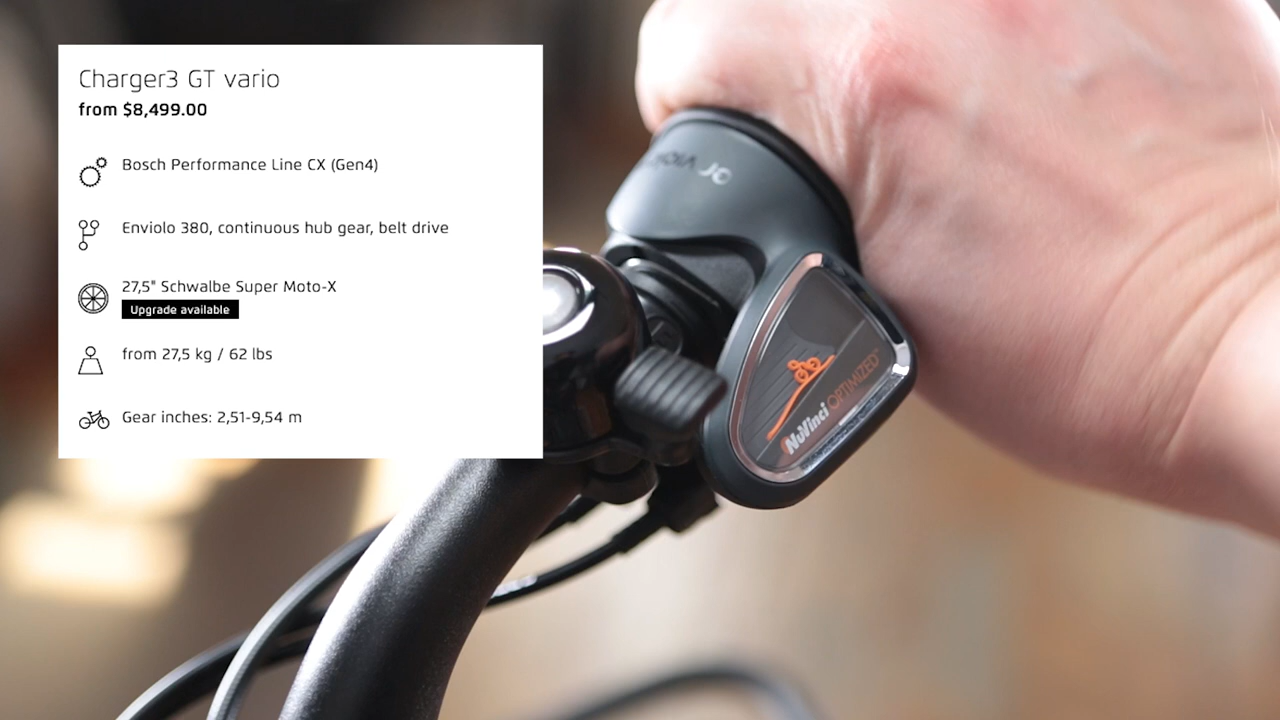 Charger3 GT vario
from $8,499.00
Bosch Performance Line CX (Gen4)
Enviolo 380, continuous hub gear, belt drive
27,5" Schwalbe Super Moto-X
Upgrade available
from 27,5 kg / 62 lbs
Gear inches: 2,51-9,54 m
NuVinci OPTIMIZED™